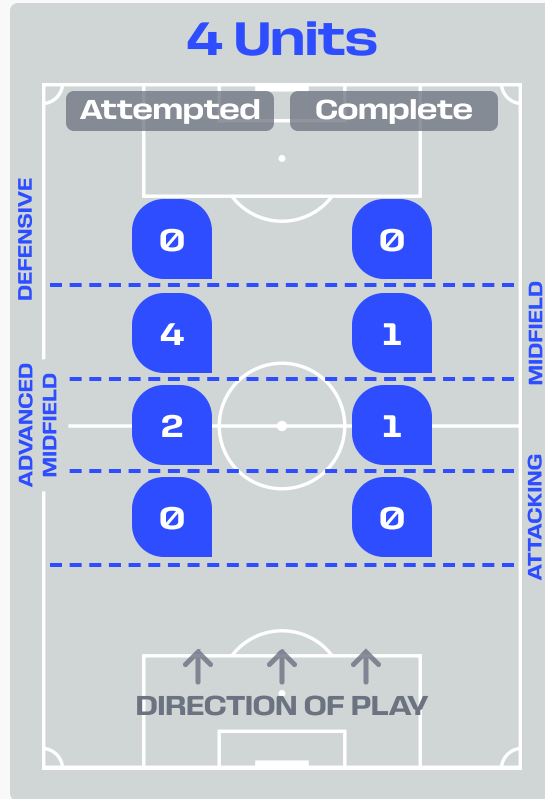 4 Units
Attempted Complete
DEFENSIVE
0 0
MIDFIELD
4 1
ADVANCED
MIDFIELD
2 1
ATTACKING
0 0
DIRECTION OF PLAY